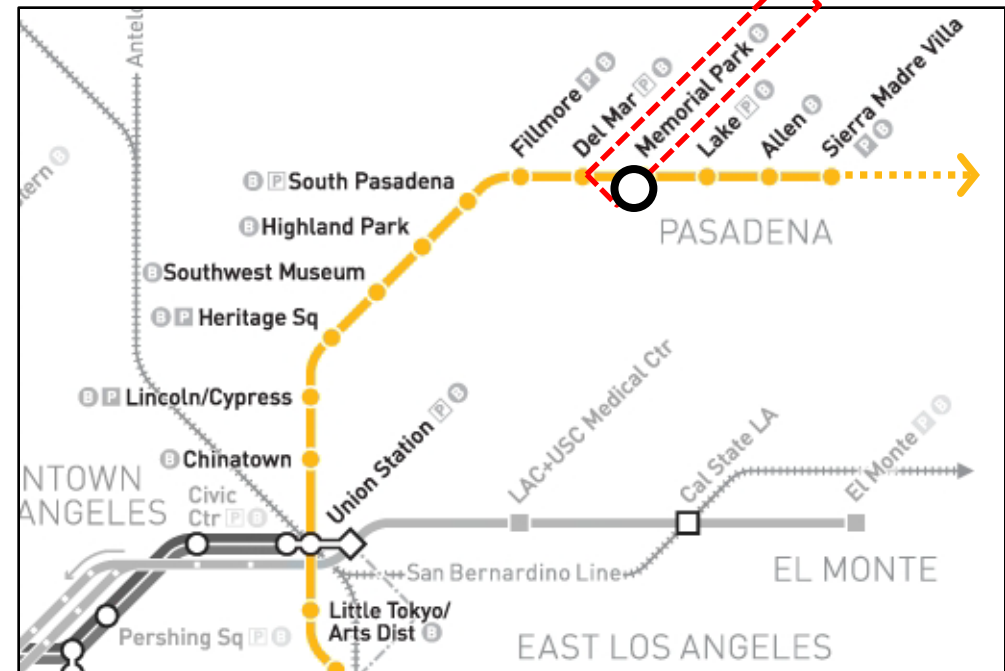 Antel
Fillmore P B
Del Mar P B
Memorial Park B
Lake P B
Allen B
Sierra Madre Villa
P B
tern B
B P South Pasadena
PASADENA
B Highland Park
B Southwest Museum
B P Heritage Sq
B P Lincoln/Cypress
B Chinatown
Union Station P B
LAC+USC Medical Ctr
Cal State LA
El Monte P B
NTOWN
ANGELES
Civic
Ctr P B
San Bernardino Line
EL MONTE
Little Tokyo/
Arts Dist B
Pershing Sq P B
EAST LOS ANGELES